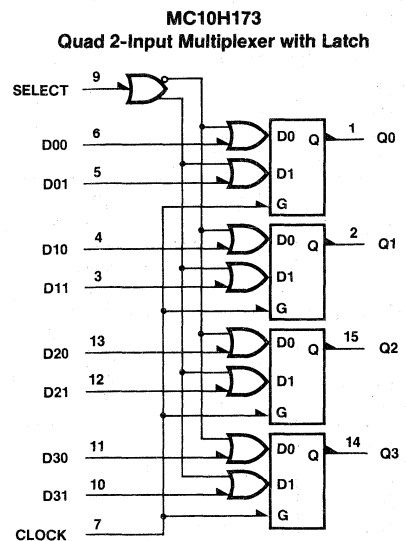 MC10H173
Quad 2-Input Multiplexer with Latch
SELECT 9
D00 6
D01 5
D0 Q 1 Q0
D1
G
D10 4
D11 3
D0 Q 2 Q1
D1
G
D20 13
D21 12
D0 Q 15 Q2
D1
G
D30 11
D31 10
D0 Q 14 Q3
D1
G
CLOCK 7